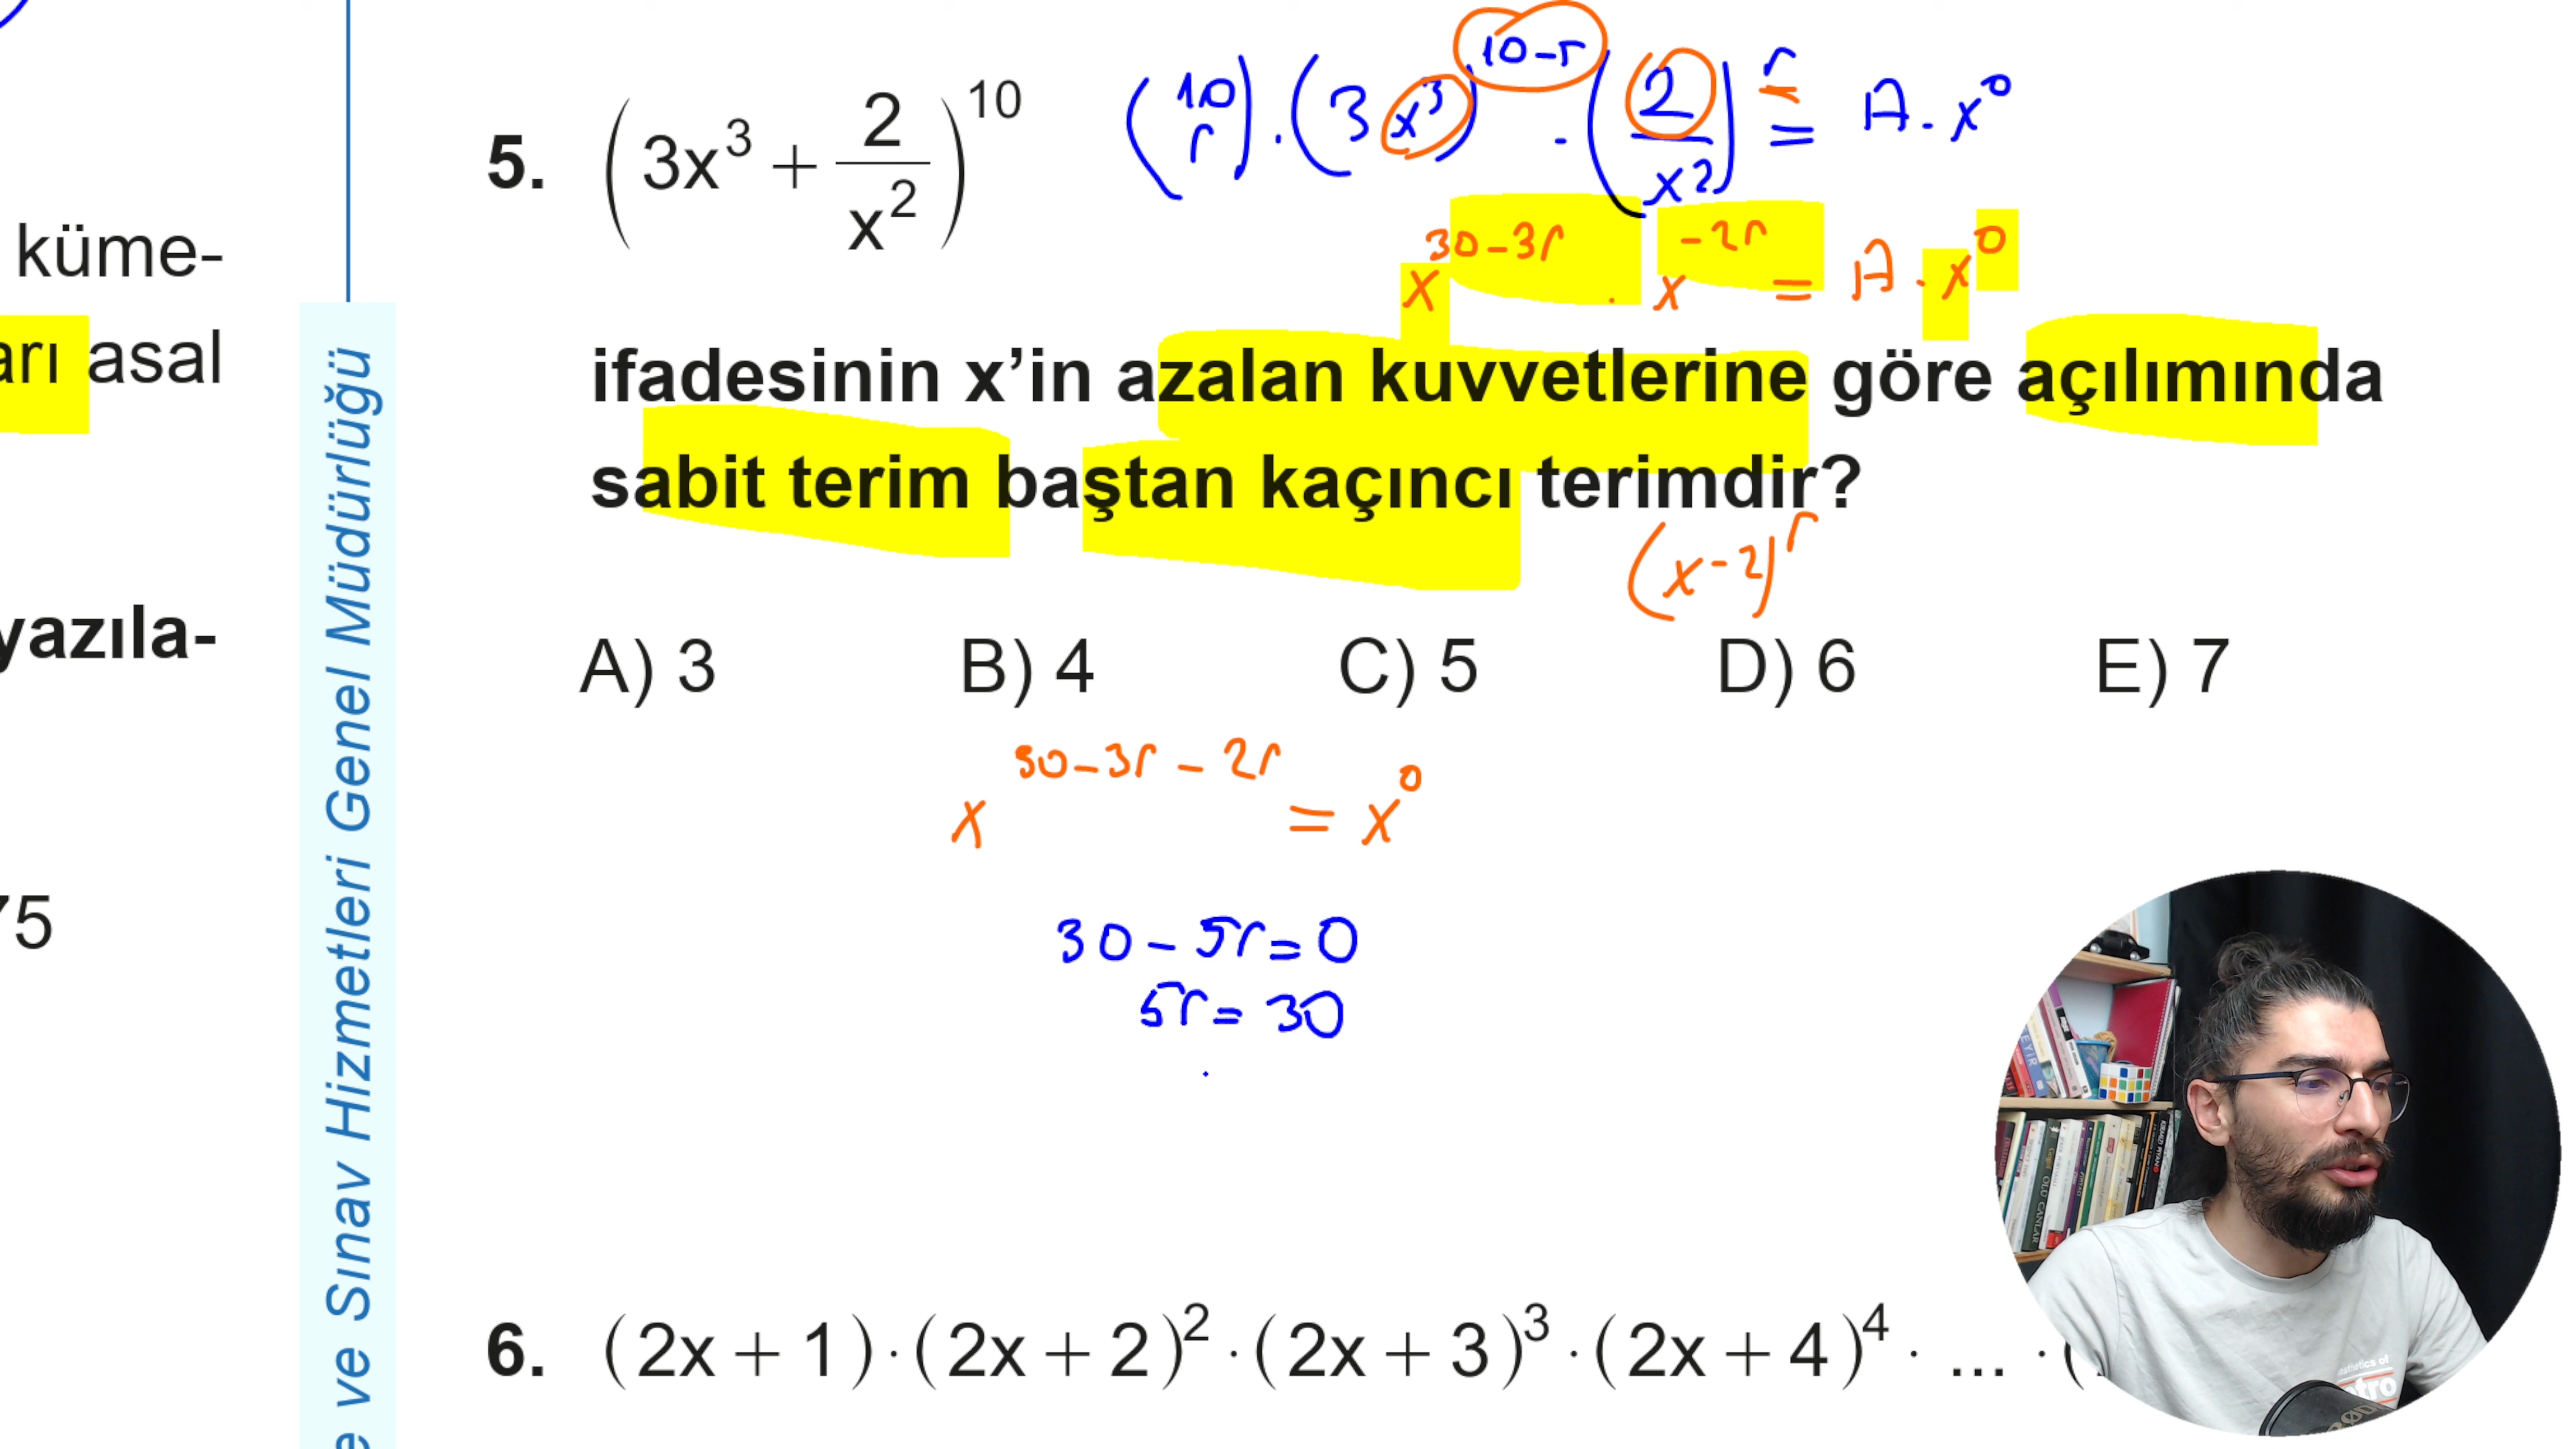 küme-
arı asal
yazıla-
75
e ve Sınav Hizmetleri Genel Müdürlüğü
5. (3x³ + 2/x²)¹⁰
(10 r) · (3x³)^(10-r) · (2/x²)^r = A · x⁰
x^(30-3r) · x^(-2r) = A · x⁰
ifadesinin x’in azalan kuvvetlerine göre açılımında
sabit terim baştan kaçıncı terimdir?
(x-2)^r
A) 3 B) 4 C) 5 D) 6 E) 7
x^(30-3r-2r) = x⁰
30 - 5r = 0
5r = 30
6. (2x + 1) · (2x + 2)² · (2x + 3)³ · (2x + 4)⁴ · ... · (